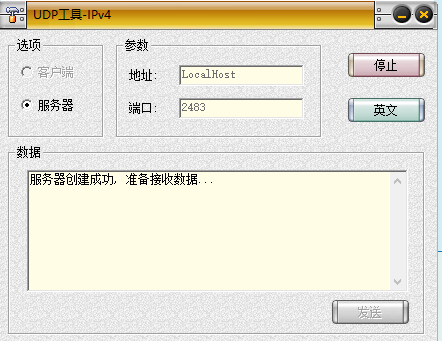 UDP工具-IPv4
选项
客户端
服务器
参数
地址:
LocalHost
端口:
2483
停止
英文
数据
服务器创建成功, 准备接收数据...
发送